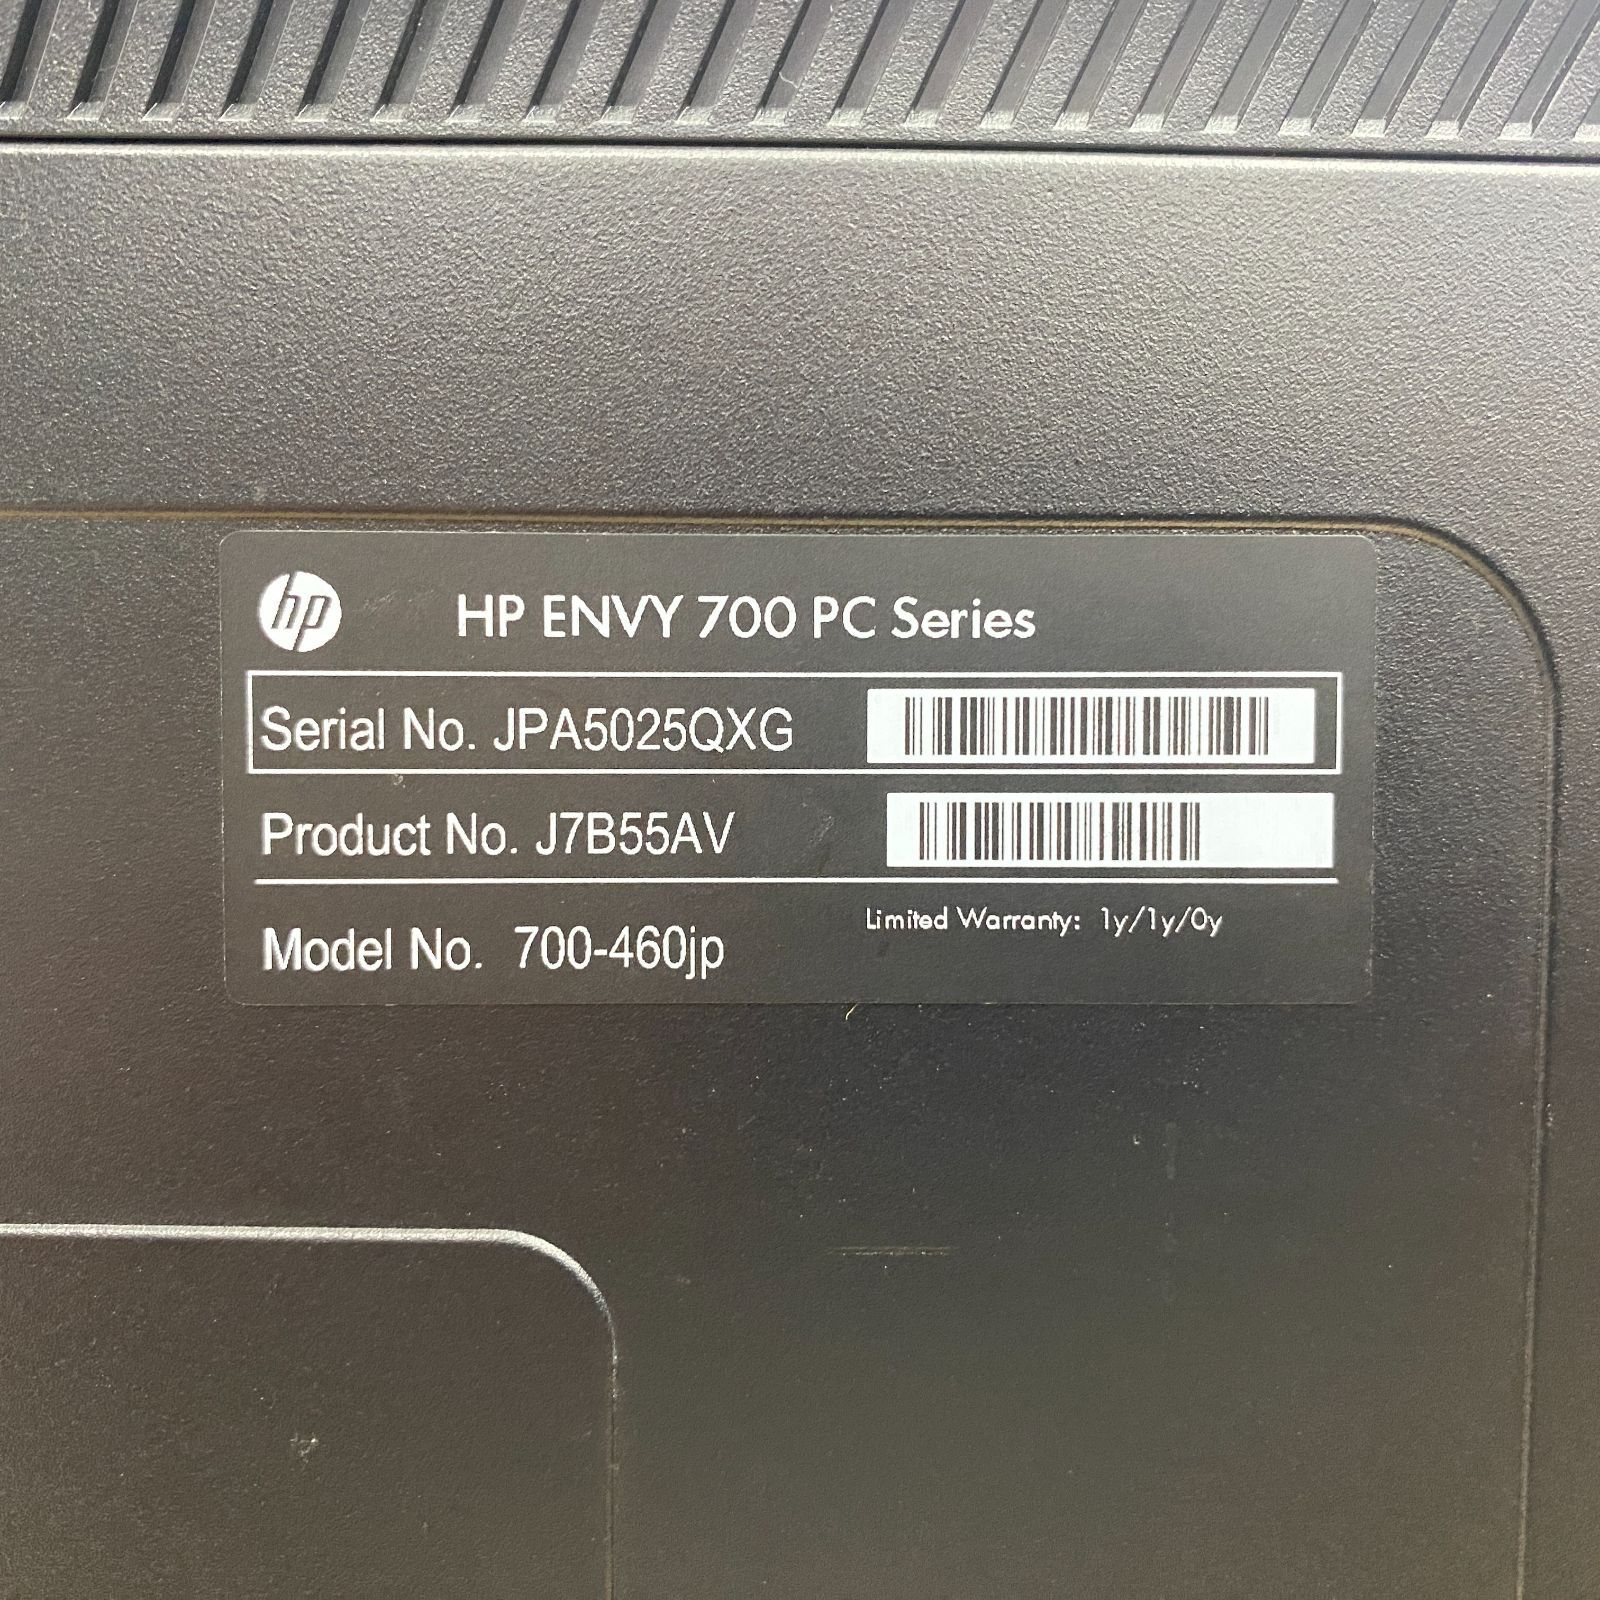 hp HP ENVY 700 PC Series
Serial No. JPA5025QXG
Product No. J7B55AV
Limited Warranty: 1y/1y/0y
Model No. 700-460jp